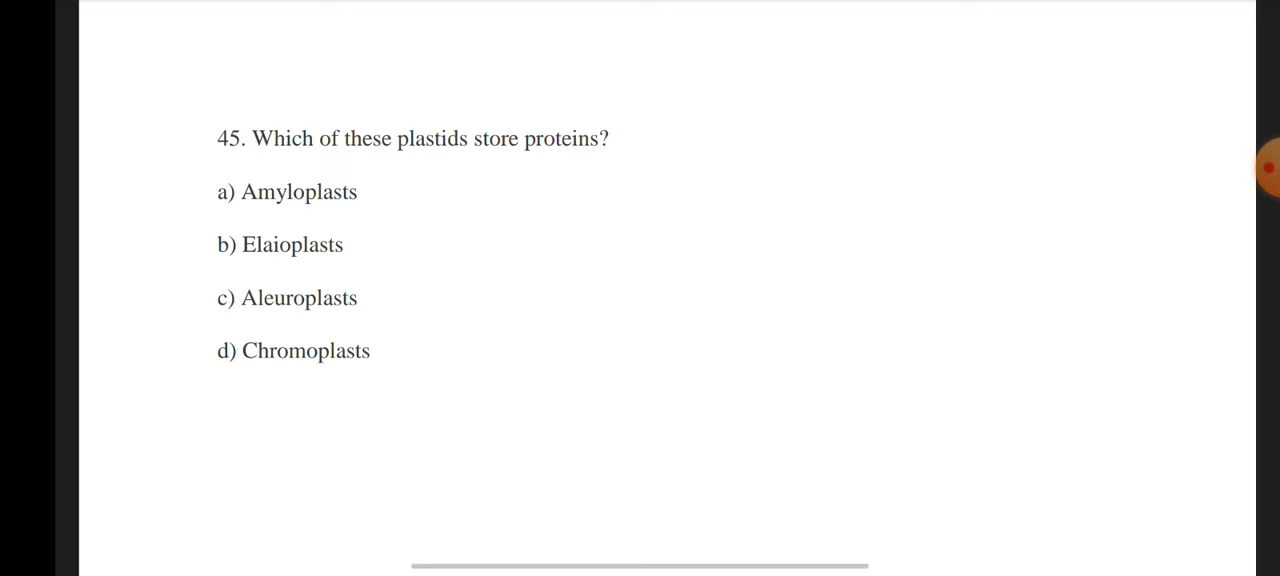 45. Which of these plastids store proteins?
a) Amyloplasts
b) Elaioplasts
c) Aleuroplasts
d) Chromoplasts